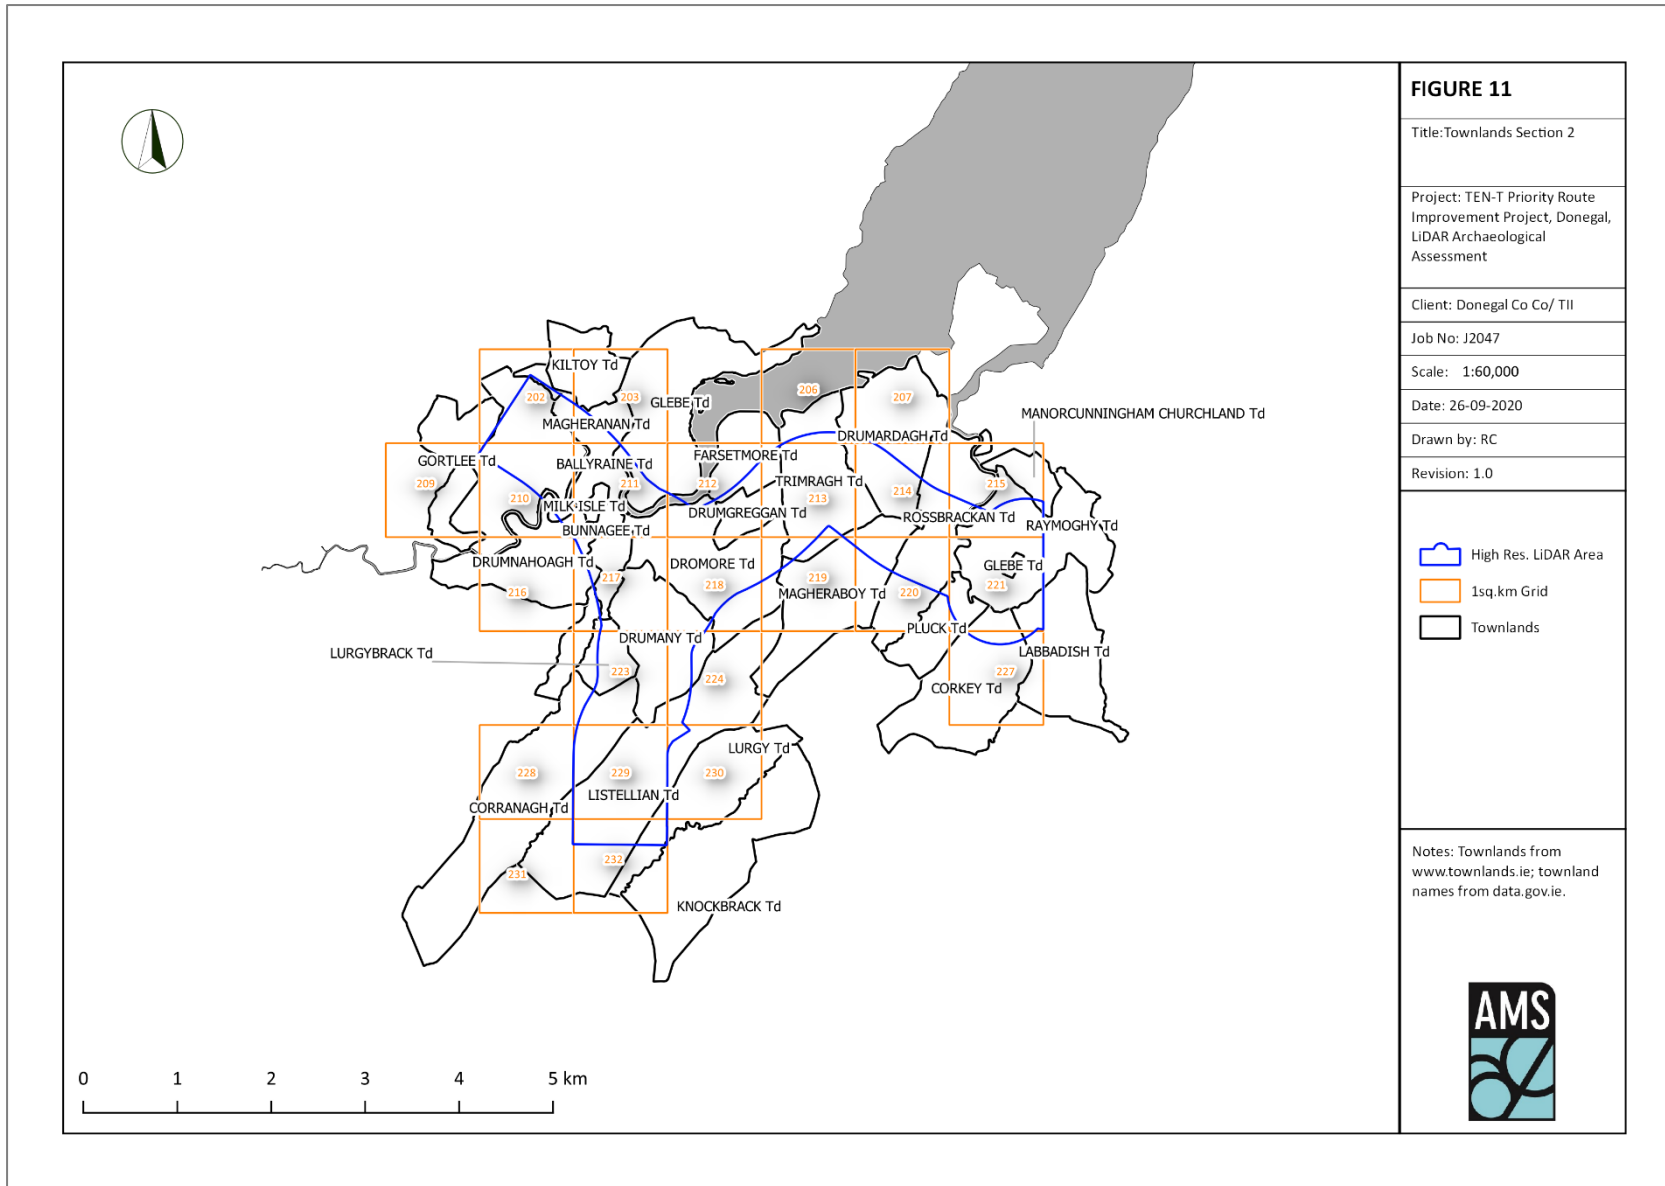 FIGURE 11
Title:Townlands Section 2
Project: TEN-T Priority Route
Improvement Project, Donegal,
LiDAR Archaeological
Assessment
Client: Donegal Co Co/ TII
Job No: J2047
Scale: 1:60,000
Date: 26-09-2020
Drawn by: RC
Revision: 1.0
High Res. LiDAR Area
1sq.km Grid
Townlands
Notes: Townlands from
www.townlands.ie; townland
names from data.gov.ie.
AMS
KILTOY Td
206
202
203
207
GLEBE Td
MANORCUNNINGHAM CHURCHLAND Td
MAGHERANAN Td
DRUMARDAGH Td
FARSETMORE Td
GORTLEE Td
BALLYRAINE Td
TRIMRAGH Td
209
211
212
215
214
210
213
MILK ISLE Td
DRUMGREGGAN Td
ROSSBRACKAN Td
RAYMOGHY Td
BUNNAGEE Td
DRUMNAHOAGH Td
DROMORE Td
GLEBE Td
217
219
218
221
216
MAGHERABOY Td
220
PLUCK Td
DRUMANY Td
LURGYBRACK Td
LABBADISH Td
223
227
224
CORKEY Td
LURGY Td
228
229
230
LISTELLIAN Td
CORRANAGH Td
232
231
KNOCKBRACK Td
0 1 2 3 4 5 km